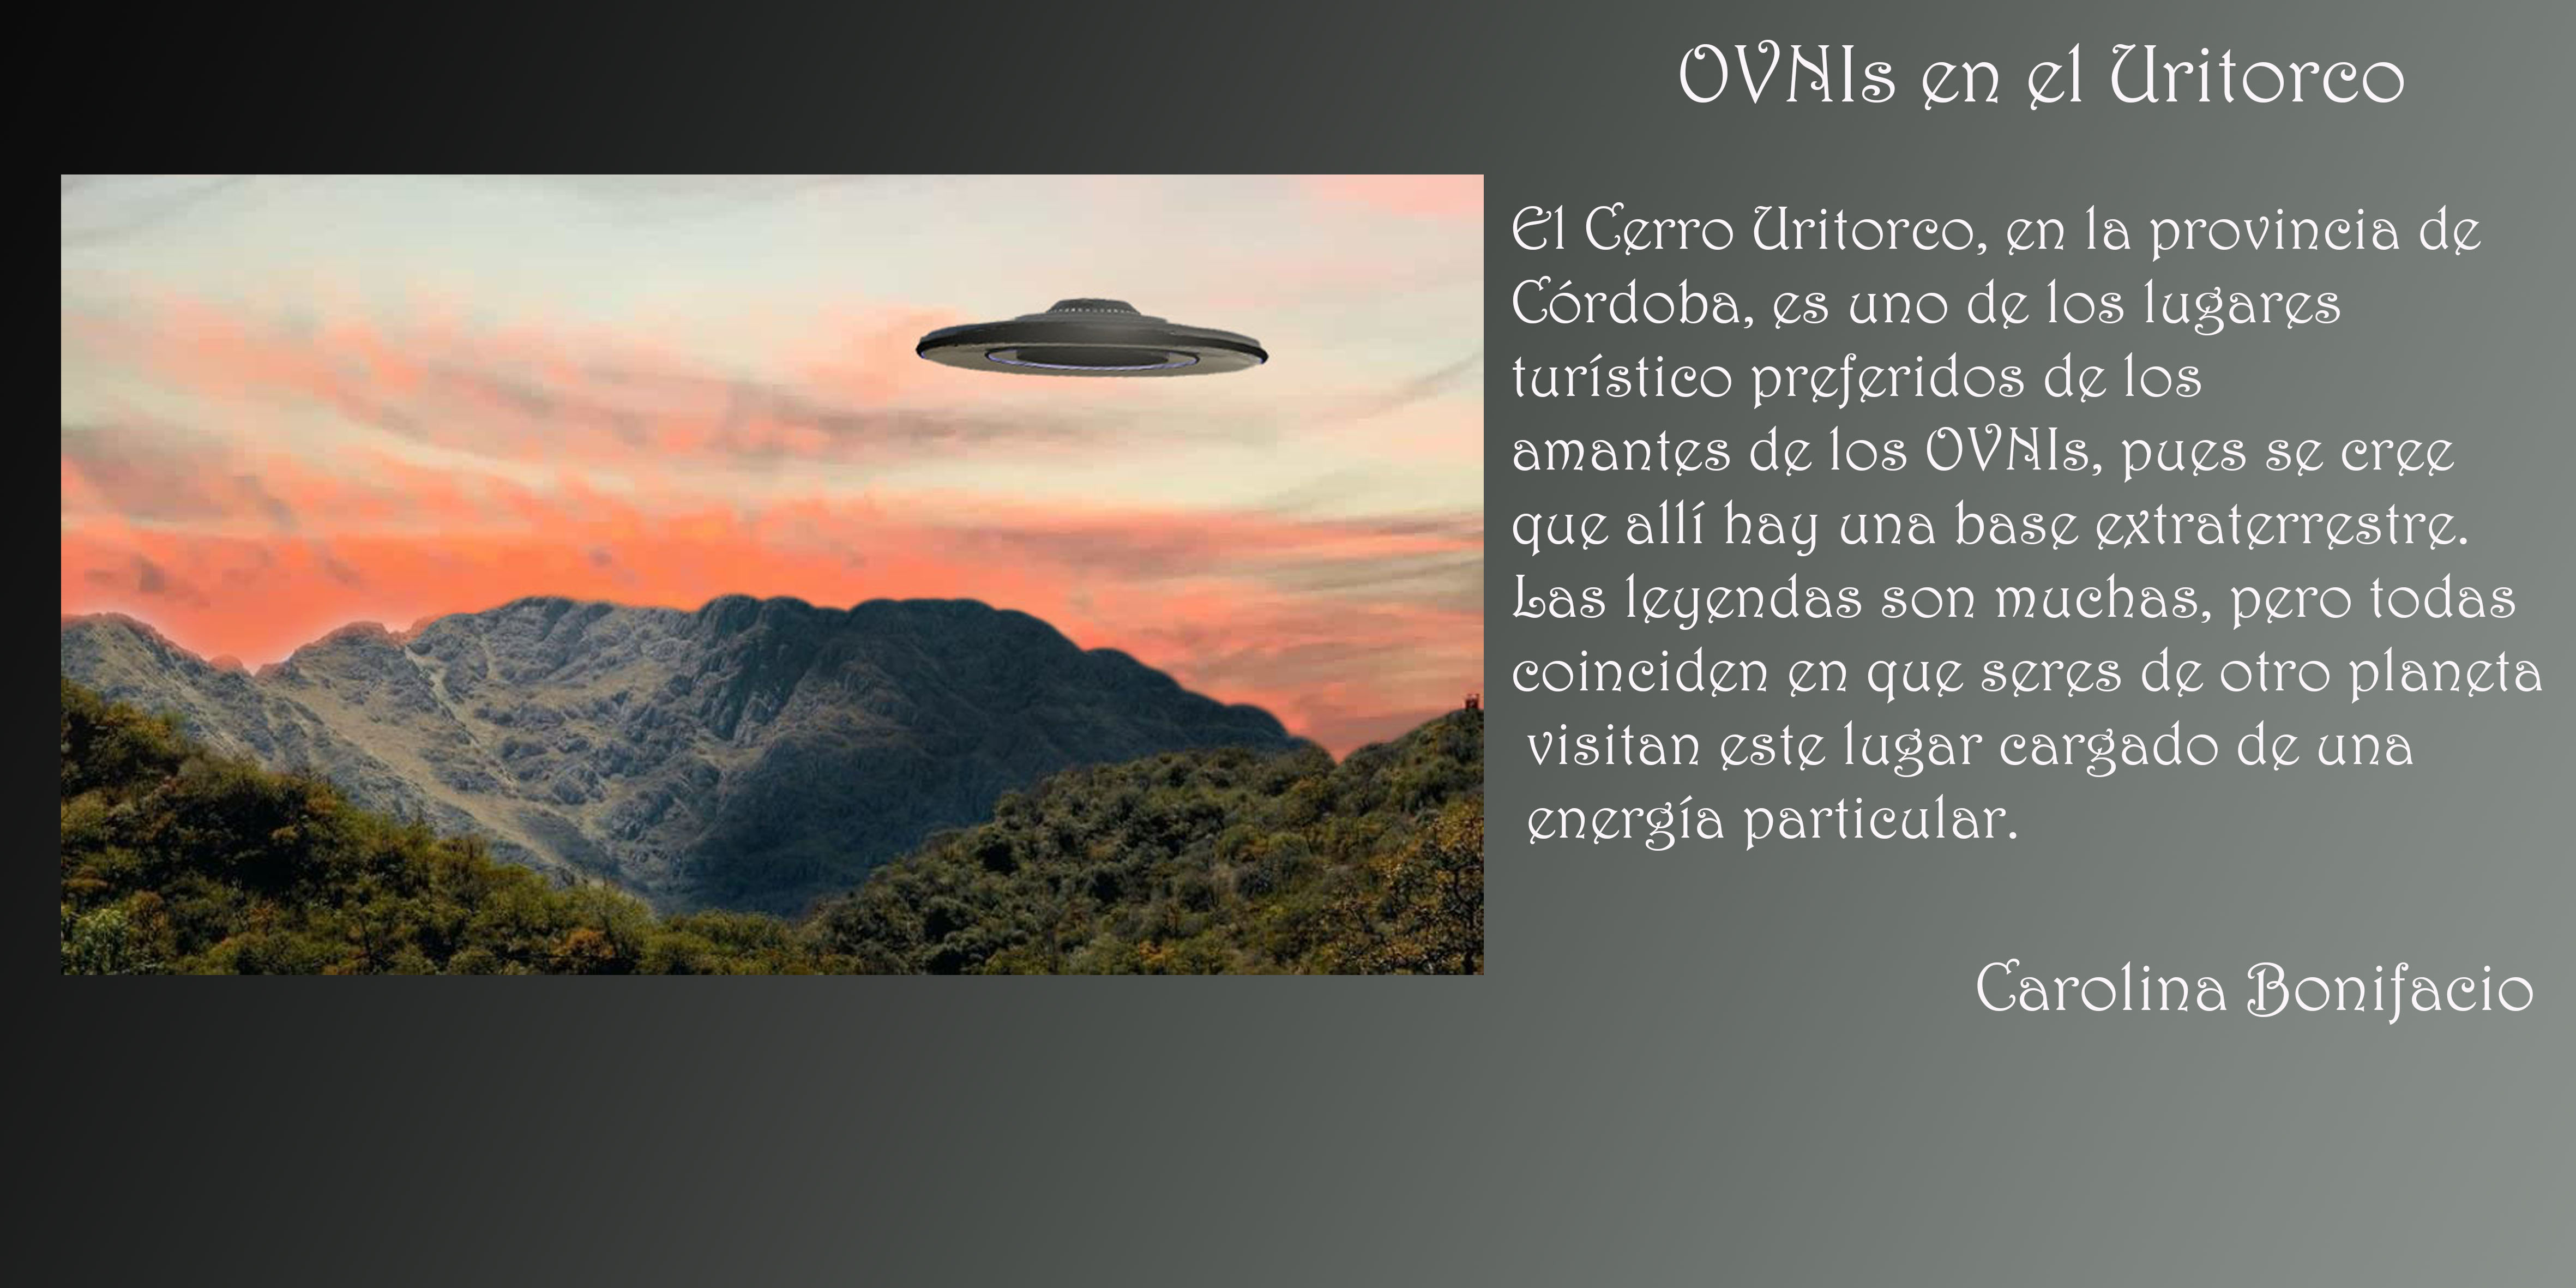 OVNIs en el Uritorco
El Cerro Uritorco, en la provincia de
Córdoba, es uno de los lugares
turístico preferidos de los
amantes de los OVNIs, pues se cree
que allí hay una base extraterrestre.
Las leyendas son muchas, pero todas
coinciden en que seres de otro planeta
visitan este lugar cargado de una
energía particular.
Carolina Bonifacio